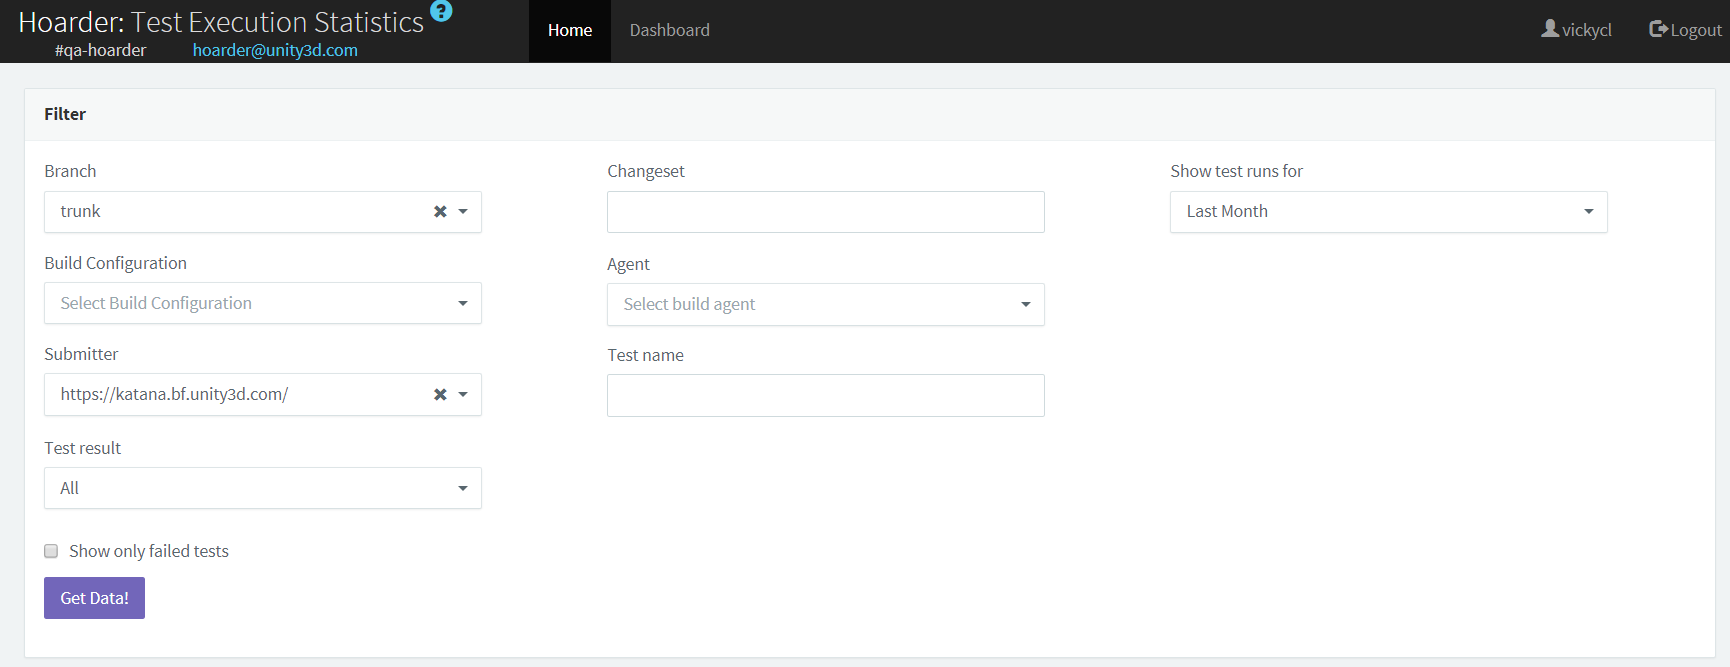 Hoarder: Test Execution Statistics ?
#qa-hoarder hoarder@unity3d.com
Home Dashboard
vickycl Logout
Filter
Branch
trunk
Build Configuration
Select Build Configuration
Submitter
https://katana.bf.unity3d.com/
Test result
All
Show only failed tests
Get Data!
Changeset
Agent
Select build agent
Test name
Show test runs for
Last Month